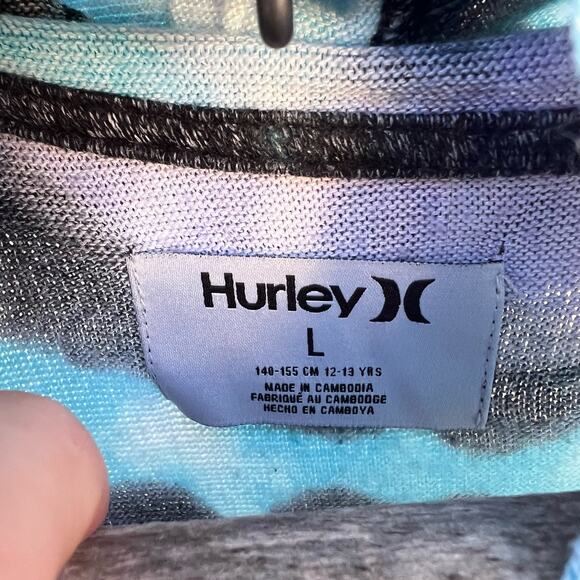 Hurley
L
140-155 CM 12-13 YRS
MADE IN CAMBODIA
FABRIQUÉ AU CAMBODGE
HECHO EN CAMBOYA